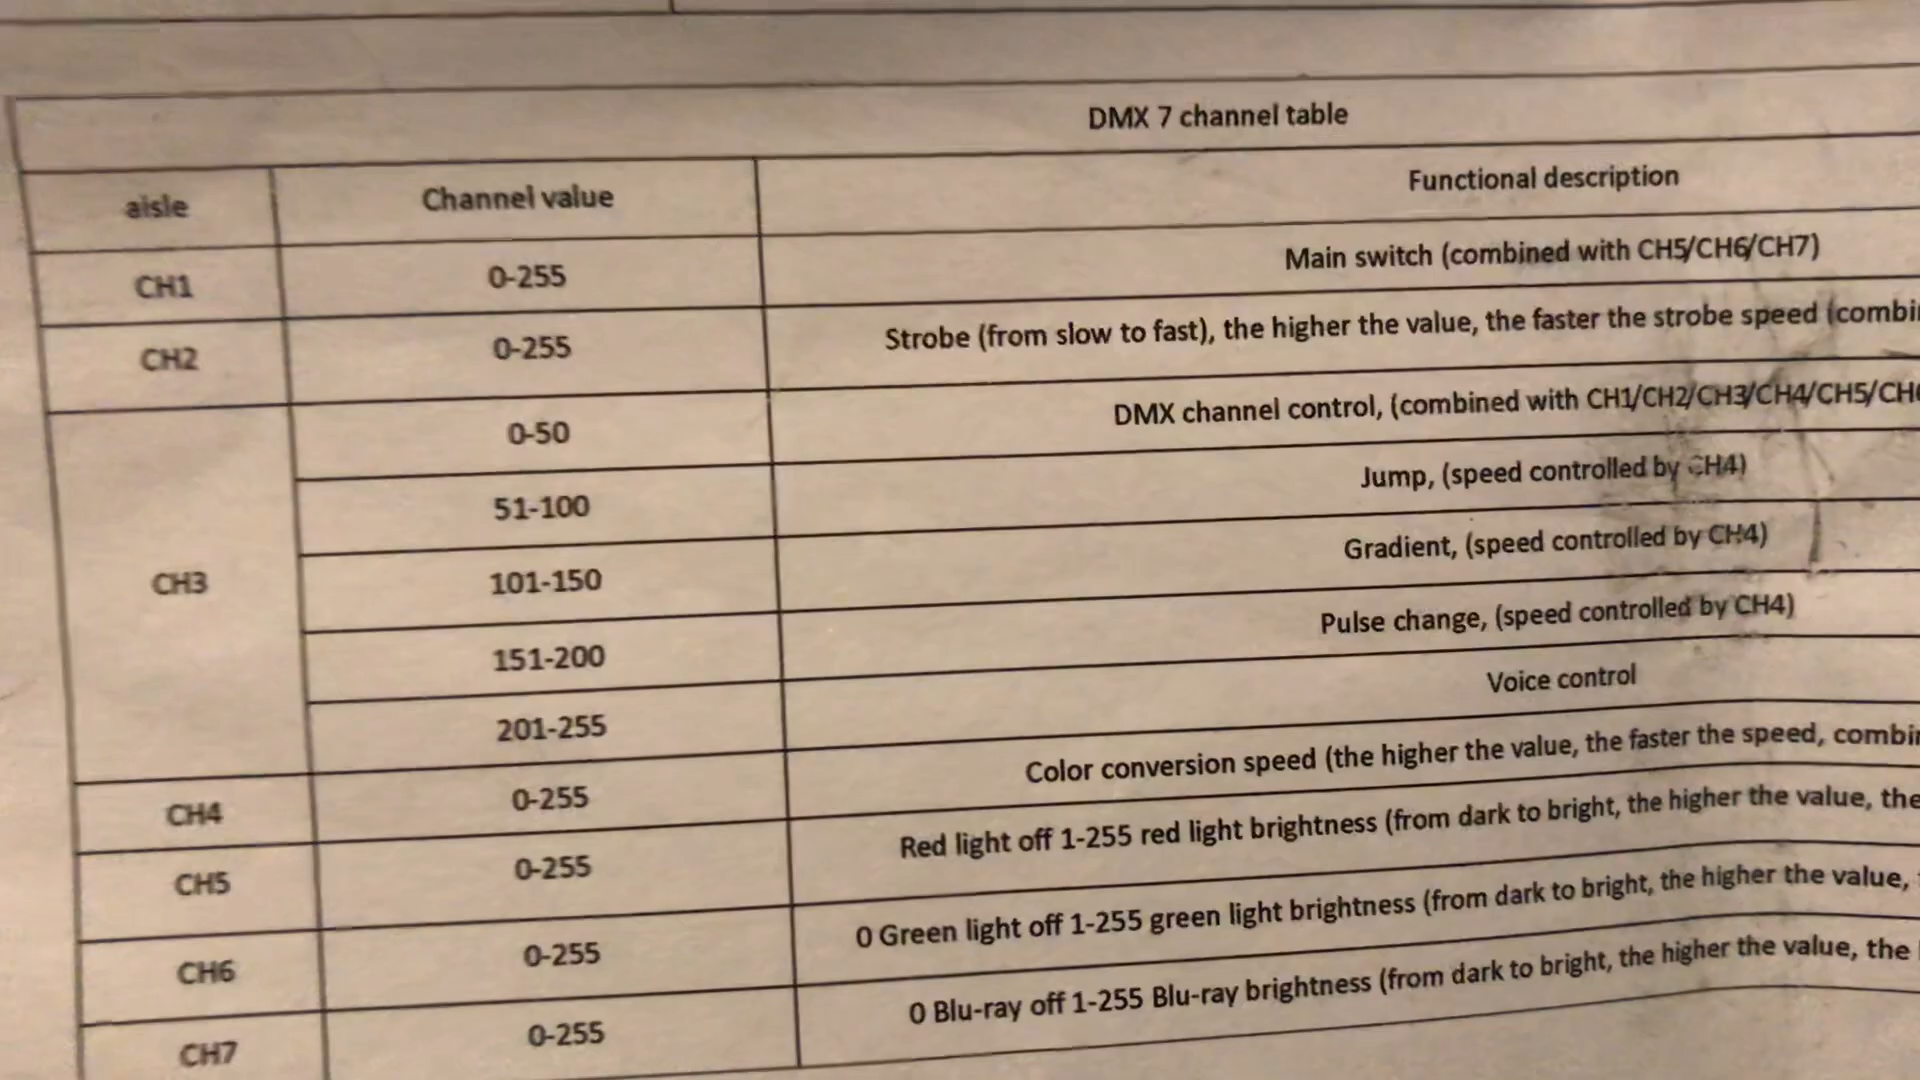 DMX 7 channel table
aisle Channel value Functional description
CH1 0-255 Main switch (combined with CH5/CH6/CH7)
CH2 0-255 Strobe (from slow to fast), the higher the value, the faster the strobe speed
CH3
0-50 DMX channel control, (combined with CH1/CH2/CH3/CH4/CH5/
51-100 Jump, (speed controlled by CH4)
101-150 Gradient, (speed controlled by CH4)
151-200 Pulse change, (speed controlled by CH4)
201-255 Voice control
CH4 0-255 Color conversion speed (the higher the value, the faster the speed,
CH5 0-255 Red light off 1-255 red light brightness (from dark to bright, the higher the value, the
CH6 0-255 0 Green light off 1-255 green light brightness (from dark to bright, the higher the value,
CH7 0-255 0 Blu-ray off 1-255 Blu-ray brightness (from dark to bright, the higher the value, the